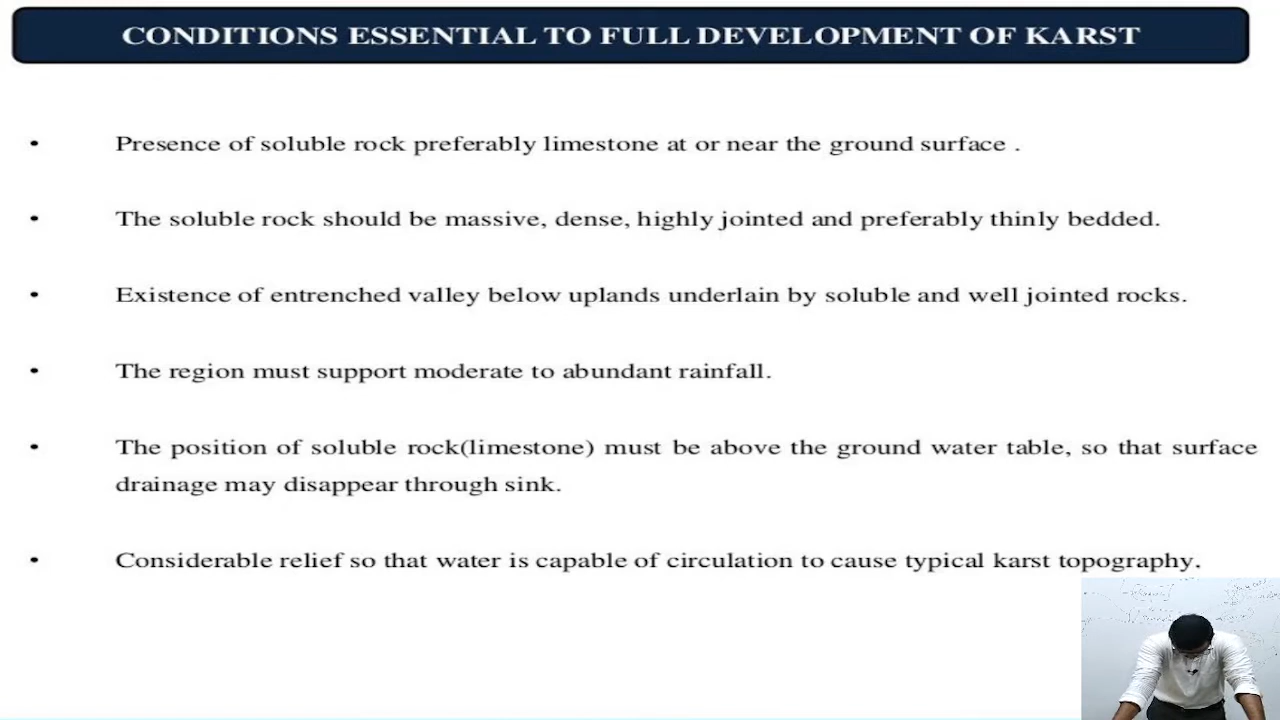 CONDITIONS ESSENTIAL TO FULL DEVELOPMENT OF KARST
• Presence of soluble rock preferably limestone at or near the ground surface .
• The soluble rock should be massive, dense, highly jointed and preferably thinly bedded.
• Existence of entrenched valley below uplands underlain by soluble and well jointed rocks.
• The region must support moderate to abundant rainfall.
• The position of soluble rock(limestone) must be above the ground water table, so that surface
drainage may disappear through sink.
• Considerable relief so that water is capable of circulation to cause typical karst topography.